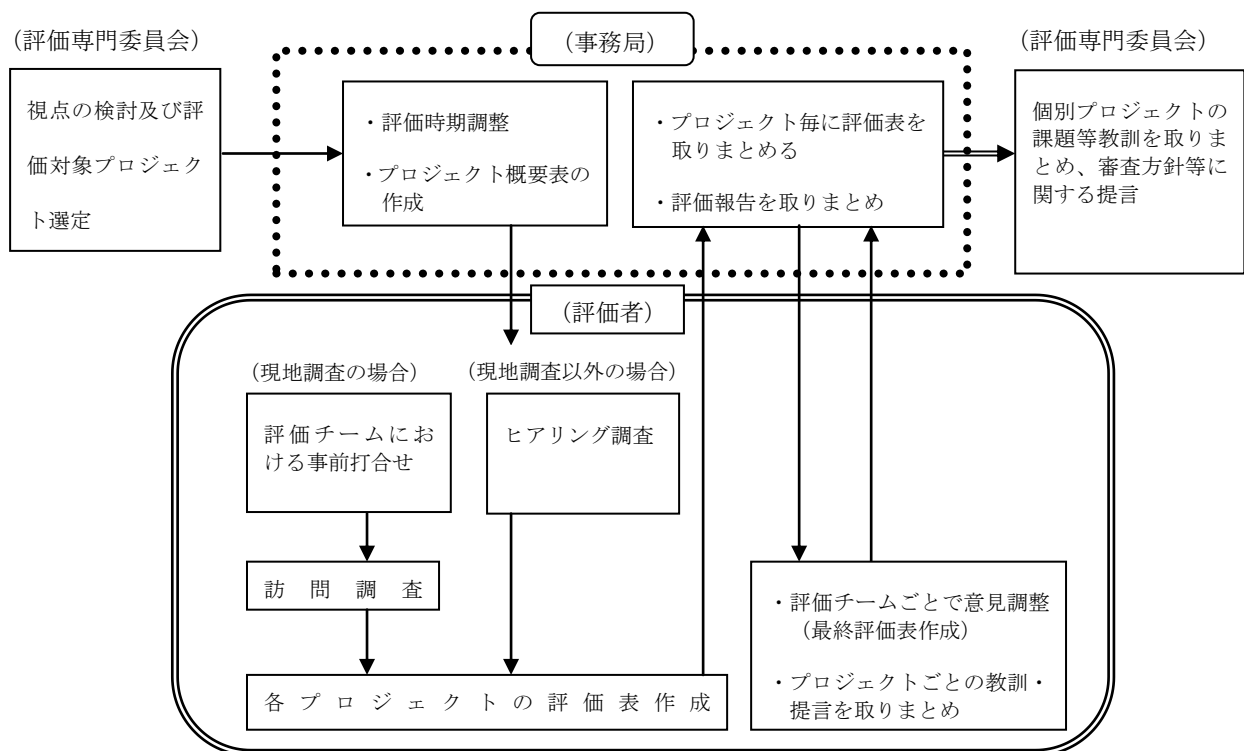 （事務局）
（評価専門委員会）
視点の検討及び評
価対象プロジェク
ト選定
・評価時期調整
・プロジェクト概要表の
作成
・プロジェクト毎に評価表を
取りまとめる
・評価報告を取りまとめ
（評価専門委員会）
個別プロジェクトの
課題等教訓を取りま
とめ、審査方針等に
関する提言
（評価者）
（現地調査の場合）
評価チームにお
ける事前打合せ
訪問調査
（現地調査以外の場合）
ヒアリング調査
各プロジェクトの評価表作成
・評価チームごとで意見調整
（最終評価表作成）
・プロジェクトごとの教訓・
提言を取りまとめ